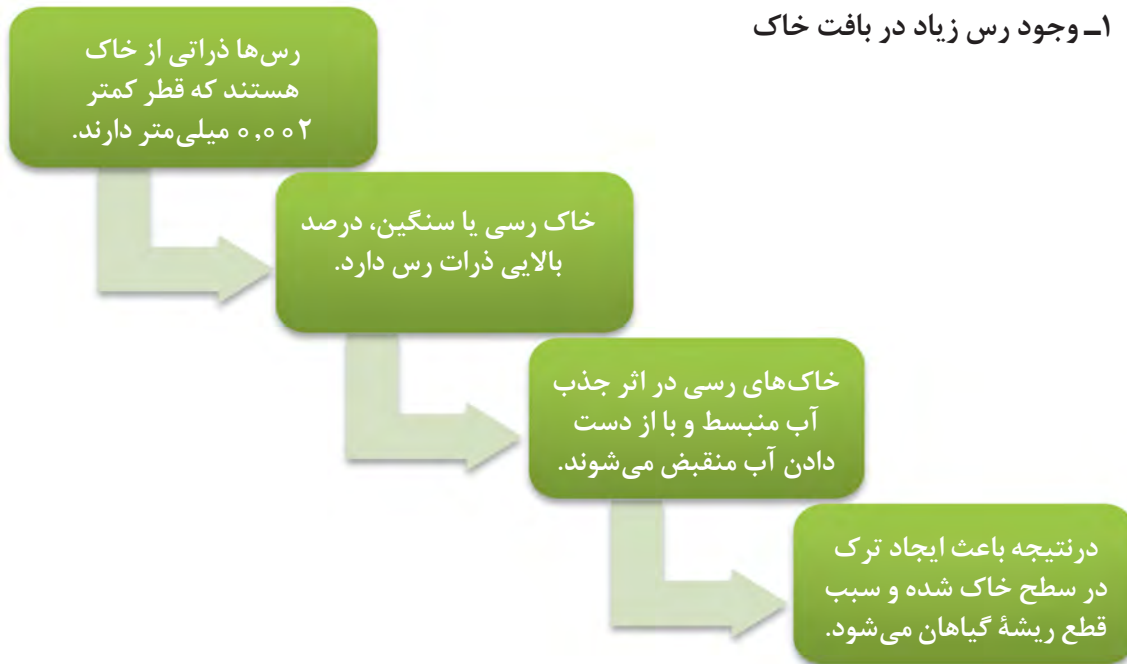 ۱ـ وجود رس زیاد در بافت خاک
رس‌ها ذراتی از خاک
هستند که قطر کمتر
۰٫۰۰۲ میلی‌متر دارند.
خاک رسی یا سنگین، درصد
بالایی ذرات رس دارد.
خاک‌های رسی در اثر جذب
آب منبسط و با از دست
دادن آب منقبض می‌شوند.
درنتیجه باعث ایجاد ترک
در سطح خاک شده و سبب
قطع ریشهٔ گیاهان می‌شود.